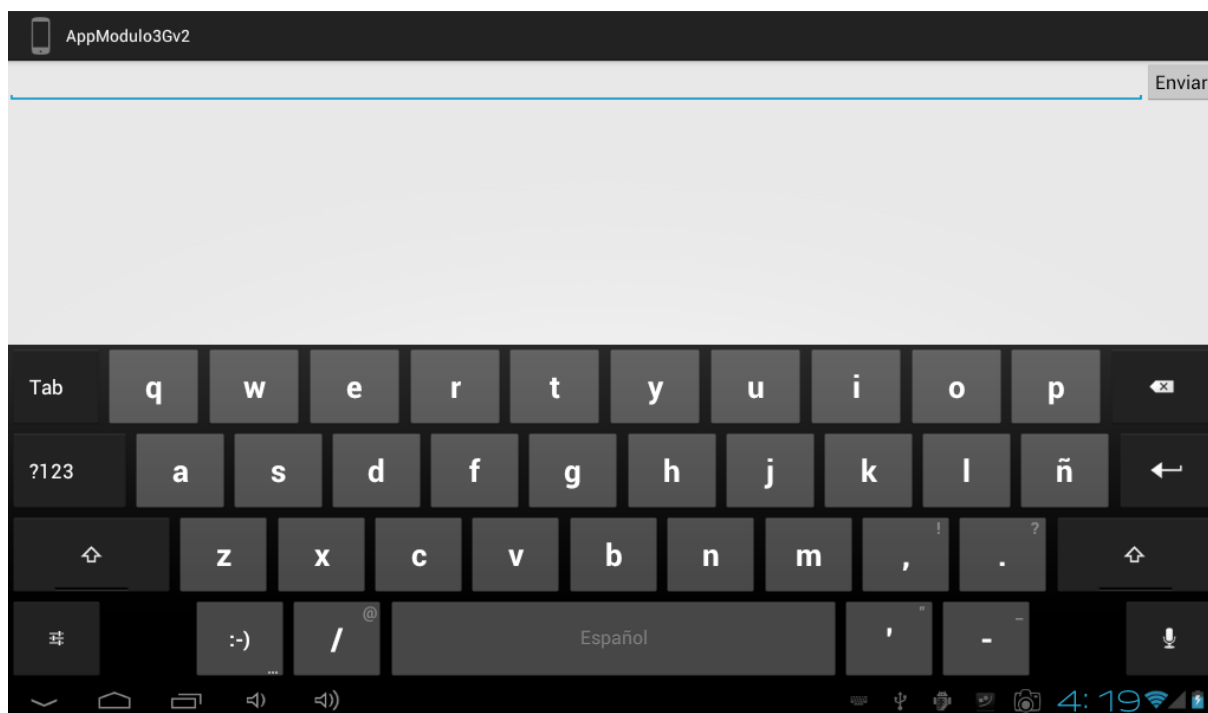 AppModulo3Gv2
Enviar
Tab q w e r t y u i o p
?123 a s d f g h j k l ñ
z x c v b n m , ! . ?
:-) ... / @ Español ' " - _
4:19